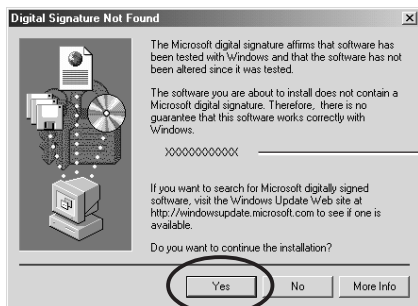 Digital Signature Not Found
The Microsoft digital signature affirms that software has
been tested with Windows and that the software has not
been altered since it was tested.
The software you are about to install does not contain a
Microsoft digital signature. Therefore, there is no
guarantee that this software works correctly with
Windows.
XXXXXXXXXXX
If you want to search for Microsoft digitally signed
software, visit the Windows Update Web site at
http://windowsupdate.microsoft.com to see if one is
available.
Do you want to continue the installation?
Yes No More Info